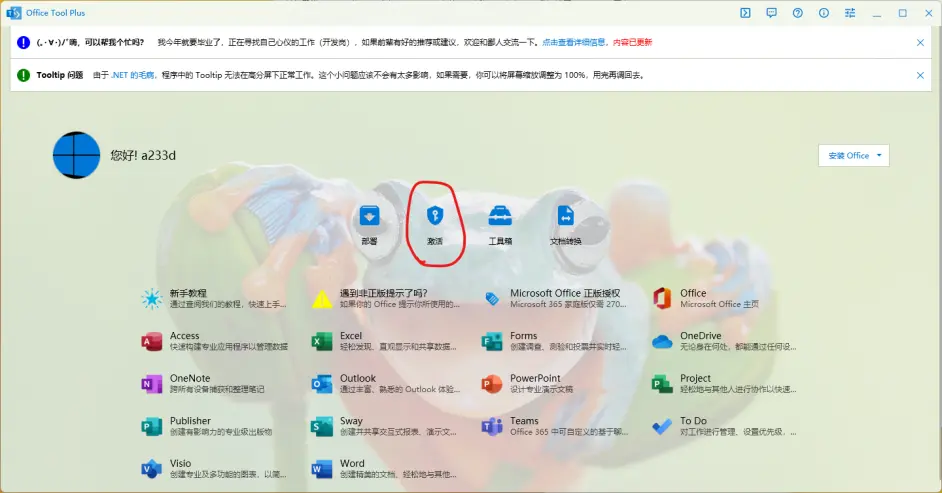 Office Tool Plus
(｡･∀･)ﾉﾞ嗨，可以帮我个忙吗? 我今年就要毕业了，正在寻找自己心仪的工作（开发岗），如果前辈有好的推荐或建议，欢迎和鄙人交流一下。点击查看详细信息，内容已更新
Tooltip 问题 由于 .NET 的毛病，程序中的 Tooltip 无法在高分屏下正常工作。这个小问题应该不会有太多影响，如果需要，你可以将屏幕缩放调整为 100%，用完再调回去。
您好! a233d
安装 Office
部署
激活
工具箱
文档转换
新手教程
通过查阅我们的教程，快速上手...
遇到非正版提示了吗?
如果你的 Office 提示你所使用的...
Microsoft Office 正版授权
Microsoft 365 家庭版仅需 270...
Office
Microsoft Office 主页
Access
快速构建专业应用程序以管理数据
Excel
轻松发现、直观显示和共享数据...
Forms
创建调查、测验和投票并实时轻...
OneDrive
无论身在何处，都能通过任何设...
OneNote
跨所有设备捕获和整理笔记
Outlook
通过丰富、熟悉的 Outlook 体验...
PowerPoint
设计专业演示文稿
Project
轻松地与其他人进行协作以快速...
Publisher
创建有影响力的专业级出版物
Sway
创建并共享交互式报表、演示文...
Teams
Office 365 中可自定义的基于聊...
To Do
对工作进行管理、设置优先级，...
Visio
创建专业及多功能的图表，以简...
Word
创建精美的文档，轻松地与其他...